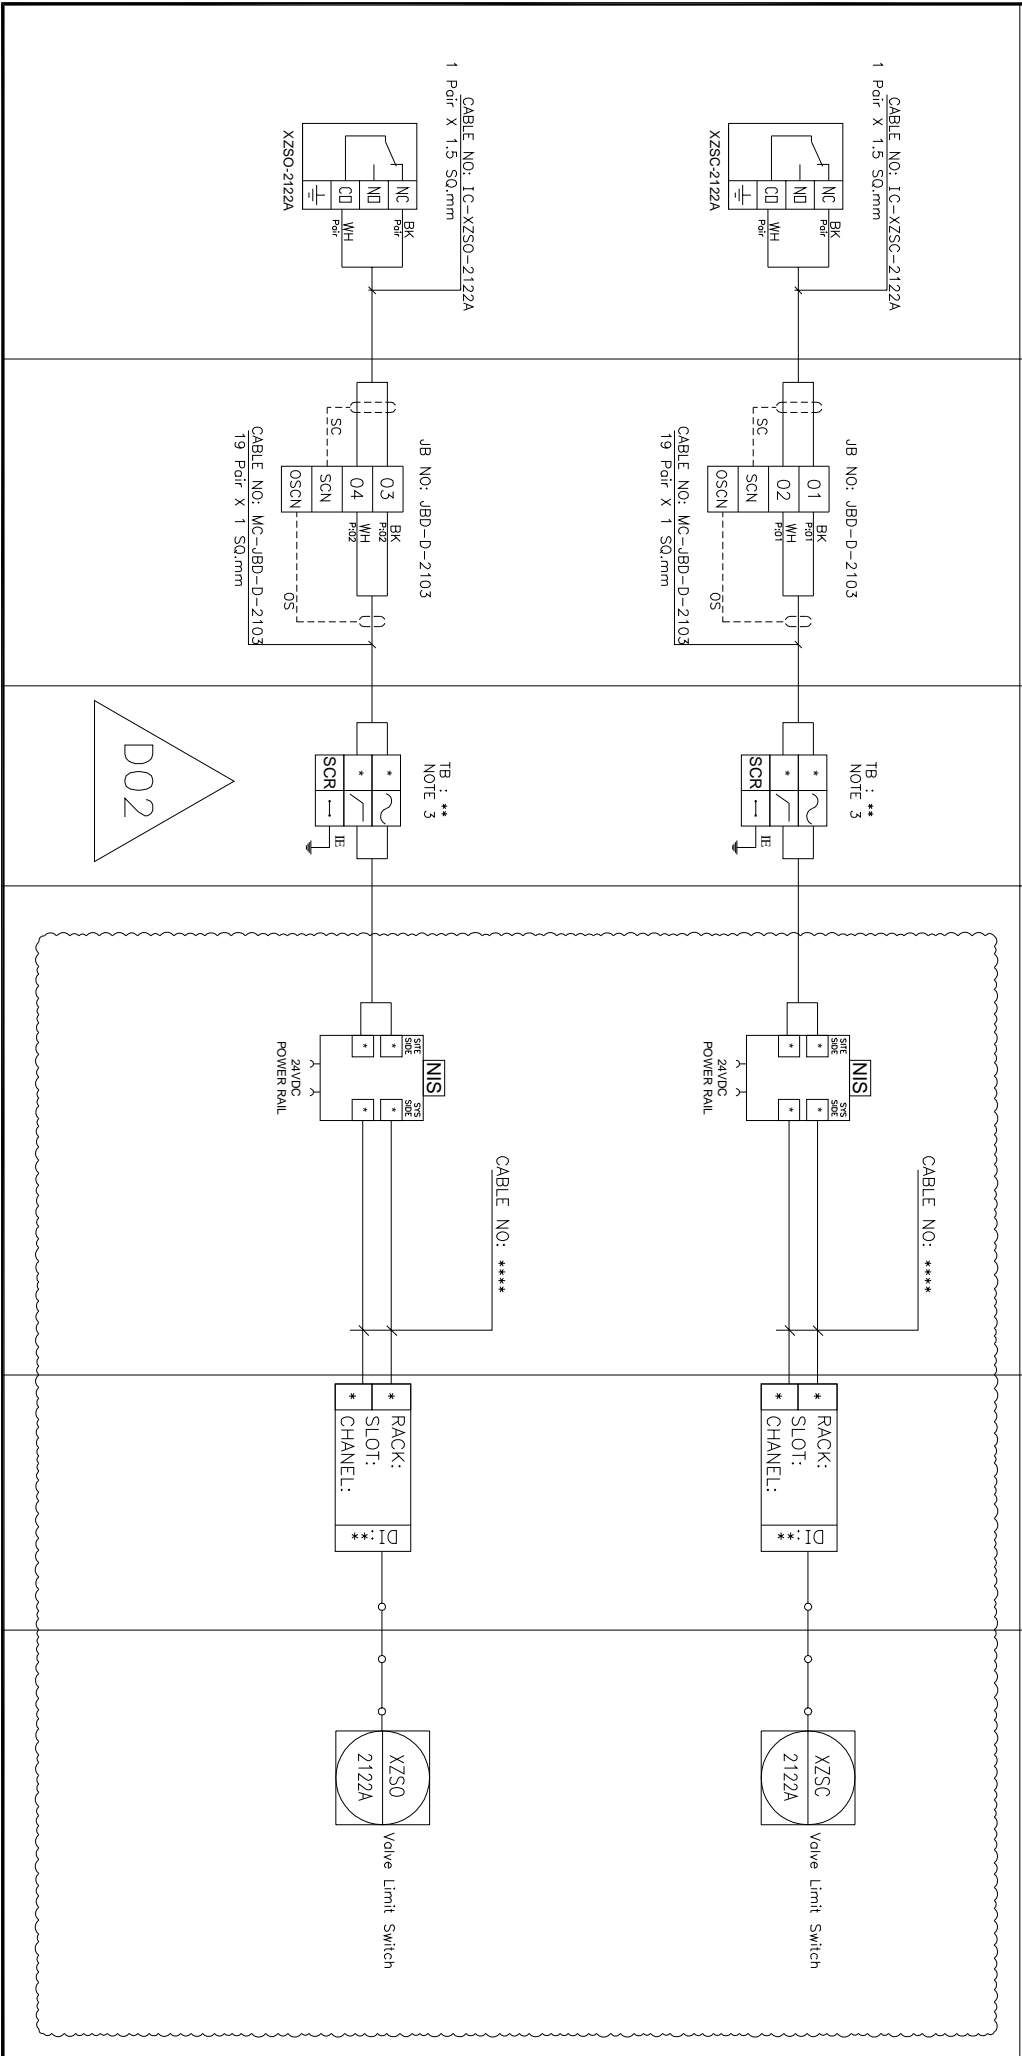 CABLE NO: IC-XZSC-2122A
1 Pair X 1.5 SQ.mm
NC
NO
CO
BK
Pair
WH
Pair
XZSC-2122A
JB NO: JBD-D-2103
01
02
SCN
OSCN
BK
P:01
WH
P:01
SC
OS
CABLE NO: MC-JBD-D-2103
19 Pair X 1 SQ.mm
TB : **
NOTE 3
*
*
SCR
IE
NIS
SITE SIDE
SYS SIDE
* *
* *
24VDC
POWER RAIL
CABLE NO: ****
*
*
RACK:
SLOT:
CHANEL:
DI:**
XZSC
2122A
Valve Limit Switch
CABLE NO: IC-XZSO-2122A
1 Pair X 1.5 SQ.mm
NC
NO
CO
BK
Pair
WH
Pair
XZSO-2122A
JB NO: JBD-D-2103
03
04
SCN
OSCN
BK
P:02
WH
P:02
SC
OS
CABLE NO: MC-JBD-D-2103
19 Pair X 1 SQ.mm
TB : **
NOTE 3
*
*
SCR
IE
NIS
SITE SIDE
SYS SIDE
* *
* *
24VDC
POWER RAIL
CABLE NO: ****
*
*
RACK:
SLOT:
CHANEL:
DI:**
XZSO
2122A
Valve Limit Switch
D02